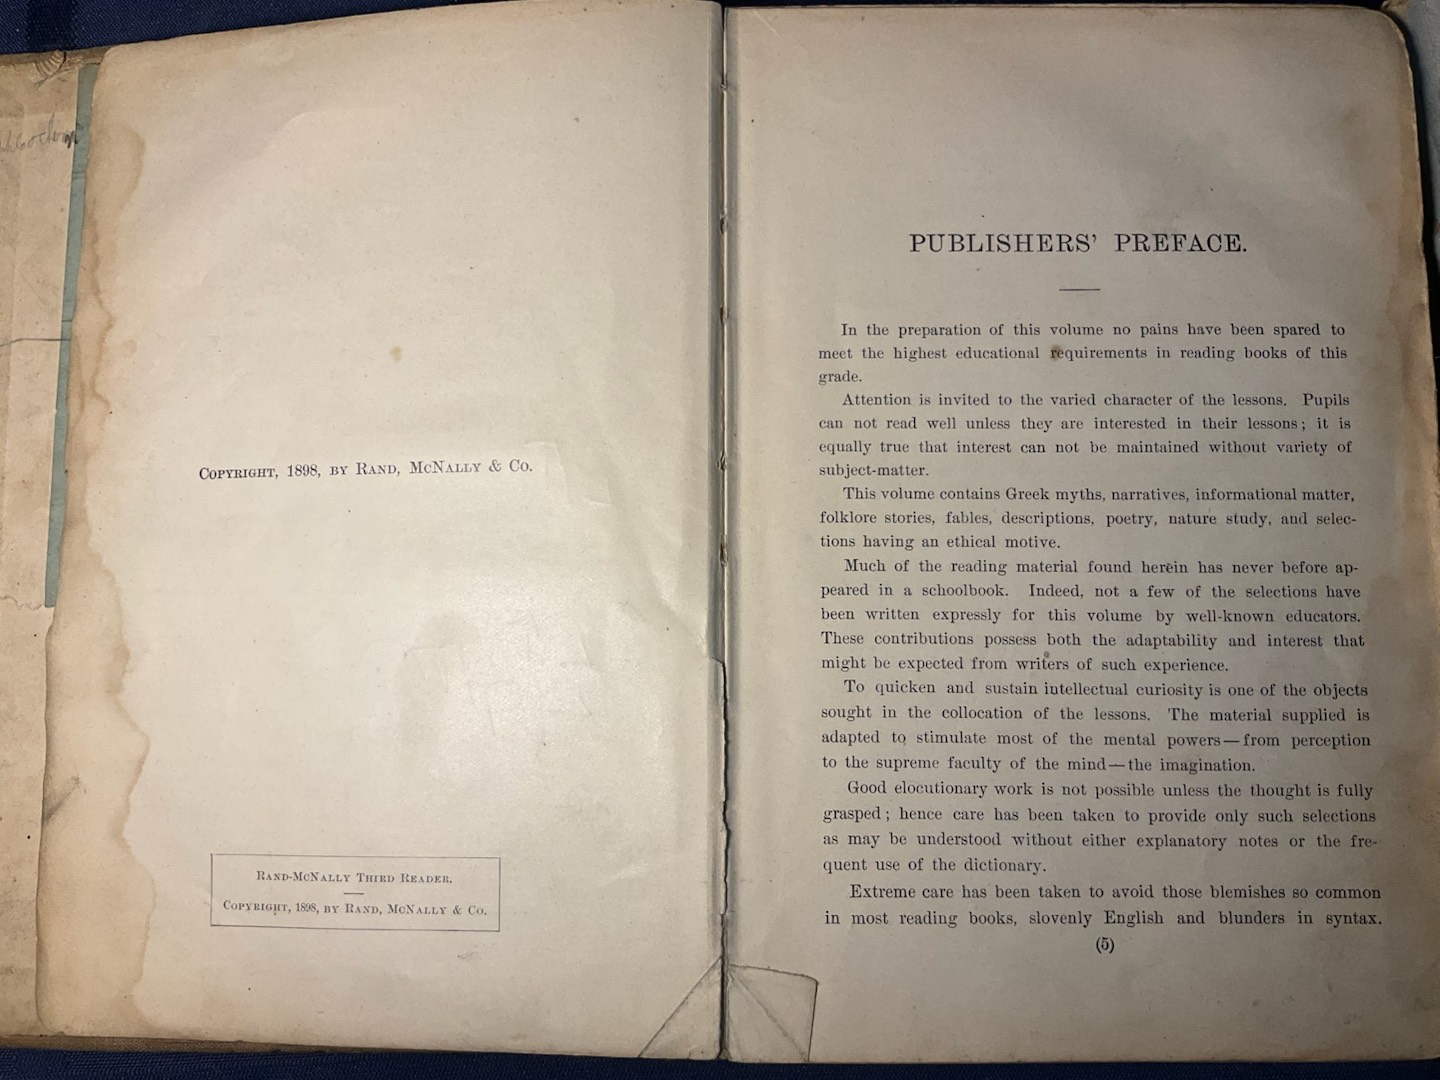 COPYRIGHT, 1898, BY RAND, MCNALLY & CO.
RAND-MCNALLY THIRD READER.
COPYRIGHT, 1898, BY RAND, MCNALLY & CO.
PUBLISHERS' PREFACE.
In the preparation of this volume no pains have been spared to
meet the highest educational requirements in reading books of this
grade.
Attention is invited to the varied character of the lessons. Pupils
can not read well unless they are interested in their lessons; it is
equally true that interest can not be maintained without variety of
subject-matter.
This volume contains Greek myths, narratives, informational matter,
folklore stories, fables, descriptions, poetry, nature study, and selec-
tions having an ethical motive.
Much of the reading material found herein has never before ap-
peared in a schoolbook. Indeed, not a few of the selections have
been written expressly for this volume by well-known educators.
These contributions possess both the adaptability and interest that
might be expected from writers of such experience.
To quicken and sustain intellectual curiosity is one of the objects
sought in the collocation of the lessons. The material supplied is
adapted to stimulate most of the mental powers—from perception
to the supreme faculty of the mind—the imagination.
Good elocutionary work is not possible unless the thought is fully
grasped; hence care has been taken to provide only such selections
as may be understood without either explanatory notes or the fre-
quent use of the dictionary.
Extreme care has been taken to avoid those blemishes so common
in most reading books, slovenly English and blunders in syntax.
(5)